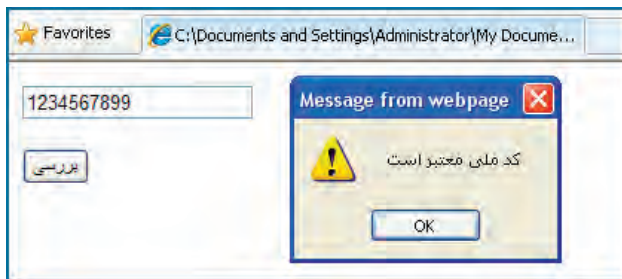 Favorites
C:\Documents and Settings\Administrator\My Docume...
1234567899
بررسی
Message from webpage
کد ملی معتبر است
OK